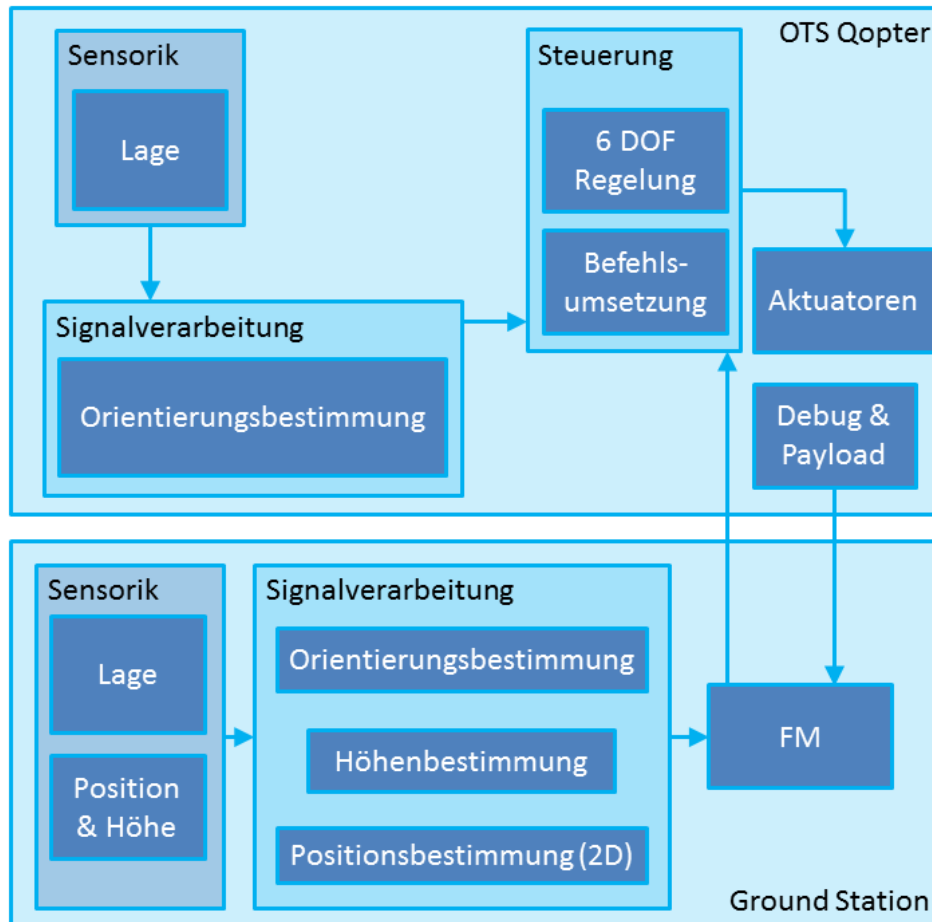 OTS Qopter
Sensorik
Lage
Steuerung
6 DOF
Regelung
Befehls-
umsetzung
Aktuatoren
Signalverarbeitung
Orientierungsbestimmung
Debug &
Payload
Sensorik
Lage
Position
& Höhe
Signalverarbeitung
Orientierungsbestimmung
Höhenbestimmung
Positionsbestimmung (2D)
FM
Ground Station